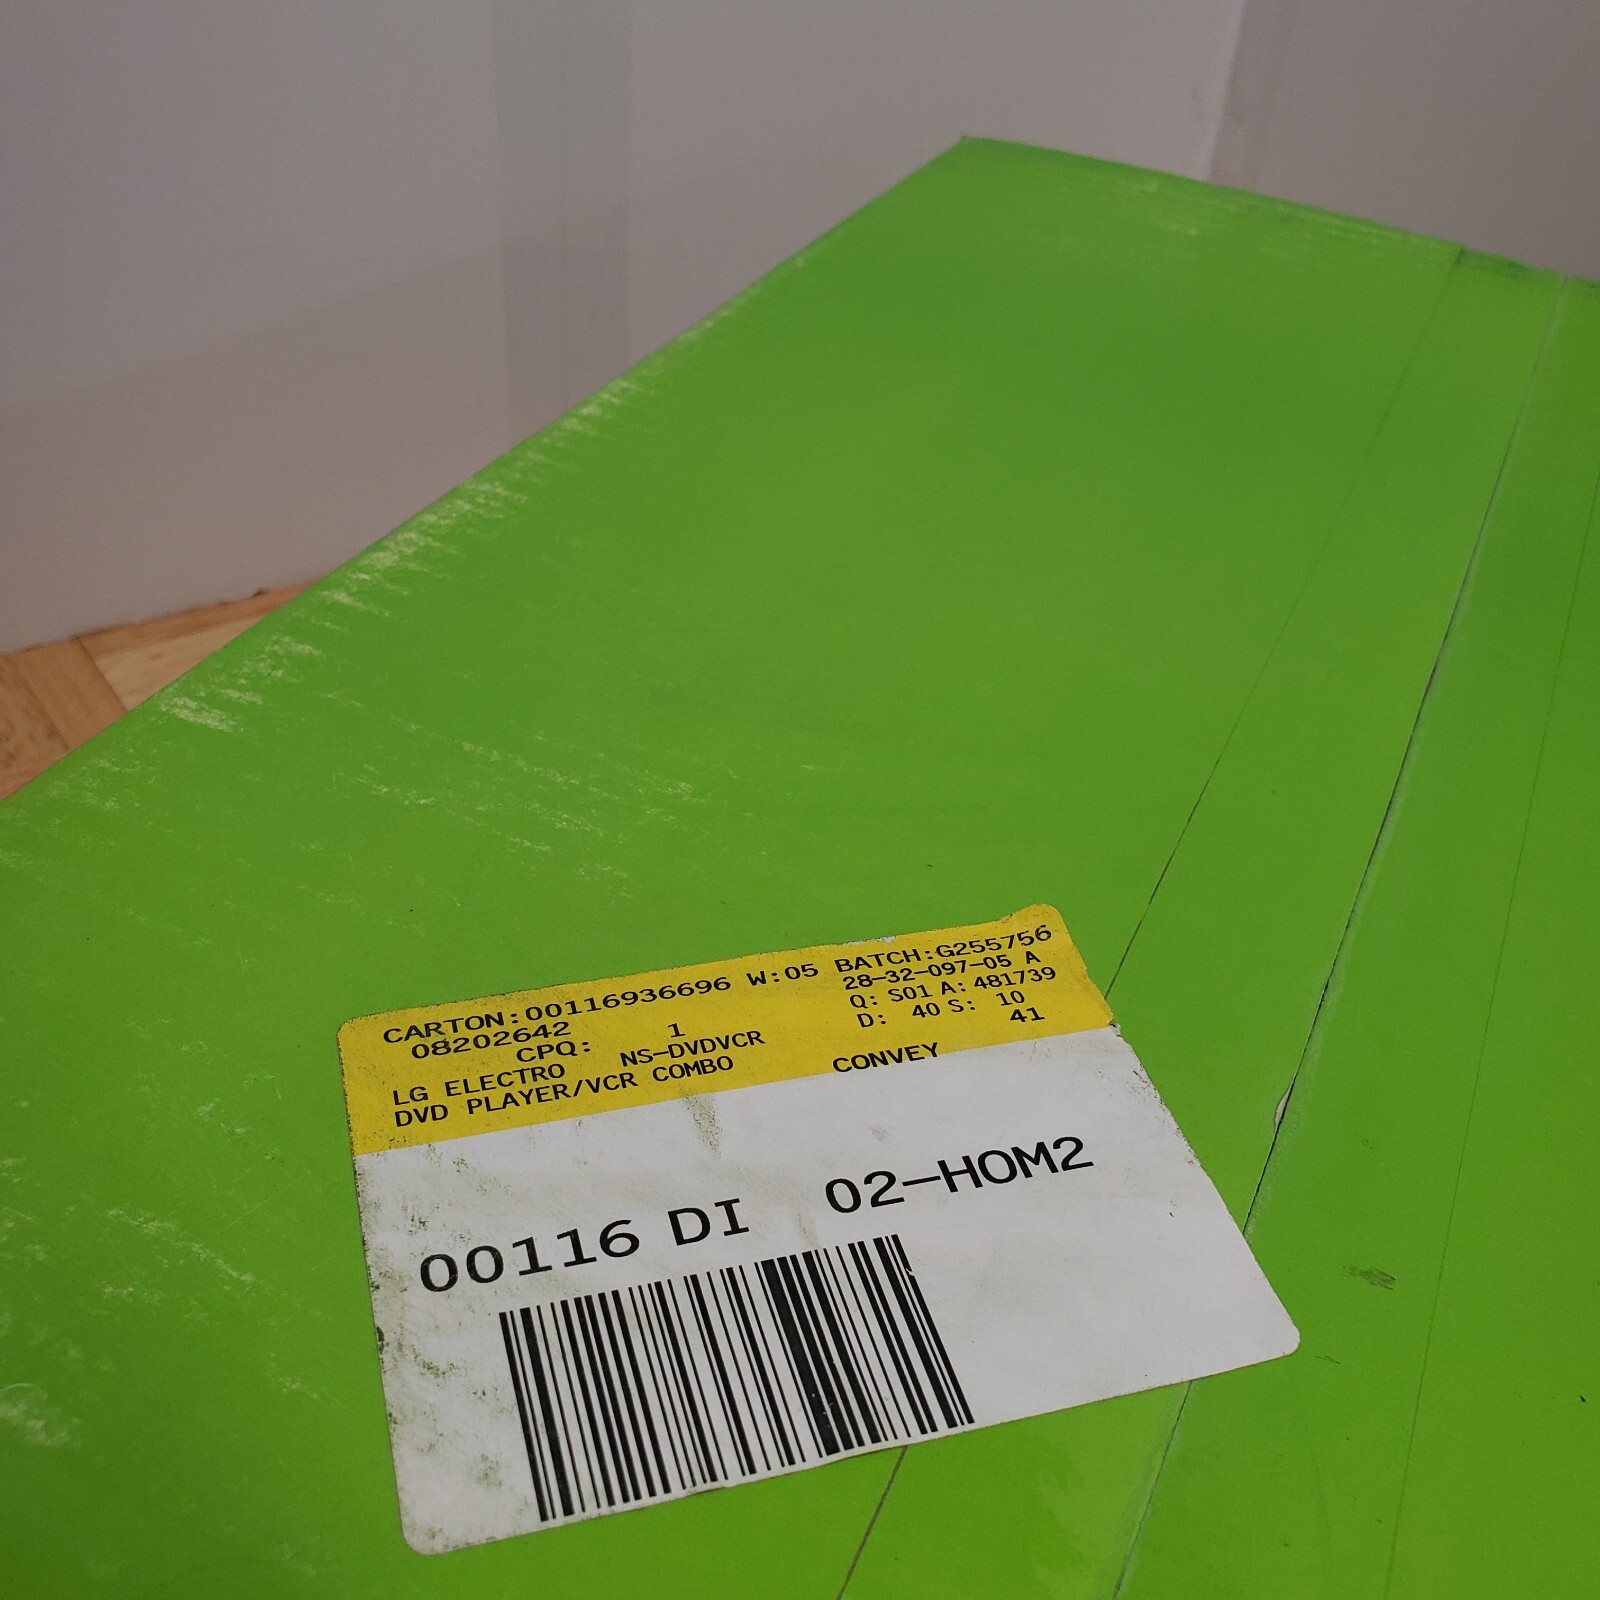 CARTON:00116936696 W:05 BATCH:G255756
08202642 1 28-32-097-05 A
CPQ: Q: S01 A: 481739
LG ELECTRO NS-DVDVCR D: 40 S: 10
DVD PLAYER/VCR COMBO CONVEY 41
00116 DI 02-HOM2